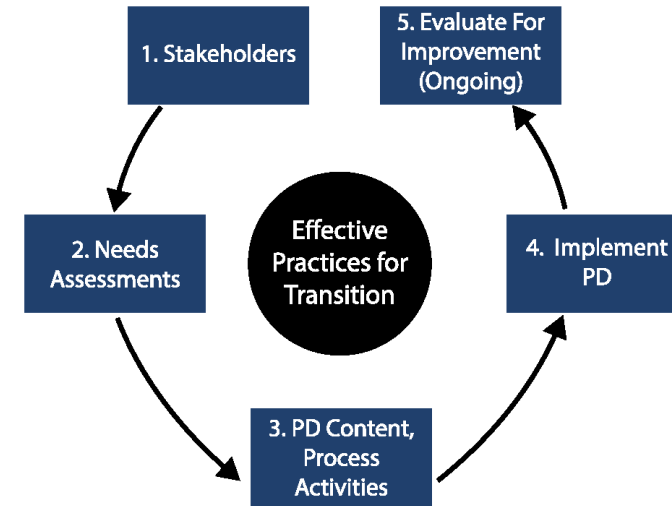 1. Stakeholders
2. Needs
Assessments
3. PD Content,
Process
Activities
4. Implement
PD
5. Evaluate For
Improvement
(Ongoing)
Effective
Practices for
Transition